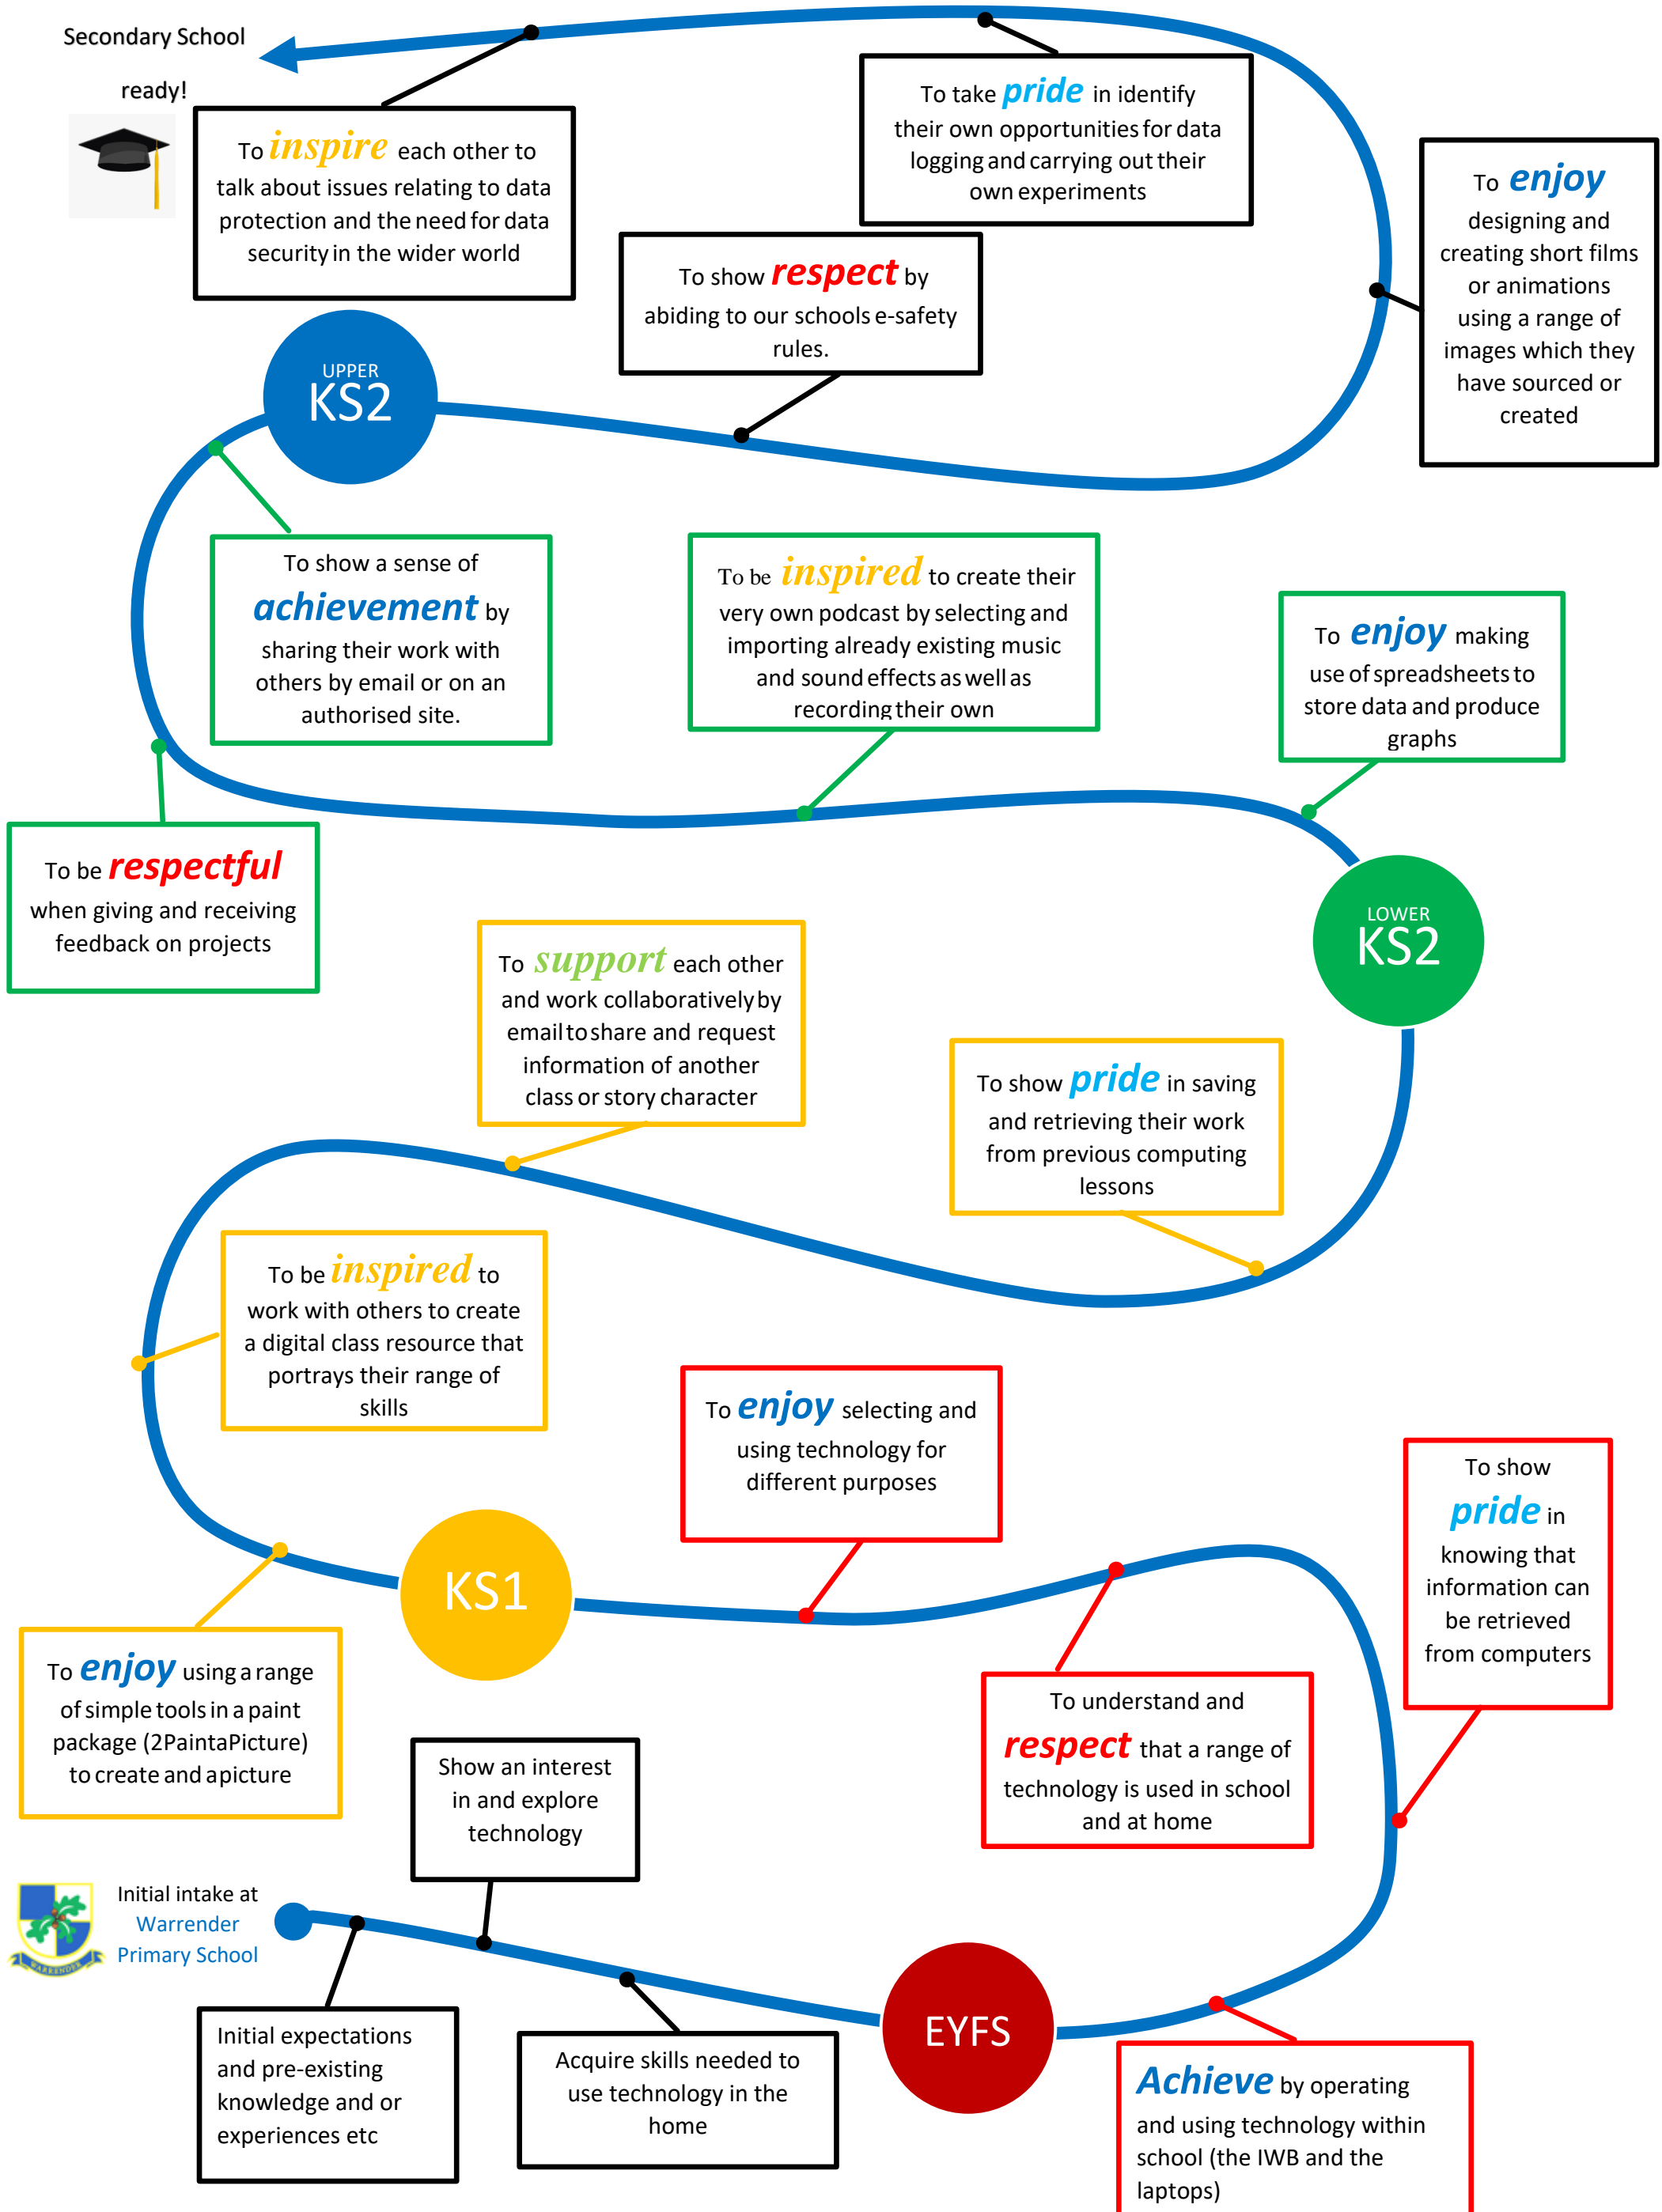 Secondary School
ready!
To inspire each other to
talk about issues relating to data
protection and the need for data
security in the wider world
To take pride in identify
their own opportunities for data
logging and carrying out their
own experiments
To enjoy
designing and
creating short films
or animations
using a range of
images which they
have sourced or
created
To show respect by
abiding to our schools e-safety
rules.
UPPER
KS2
To show a sense of
achievement by
sharing their work with
others by email or on an
authorised site.
To be inspired to create their
very own podcast by selecting and
importing already existing music
and sound effects as well as
recording their own
To enjoy making
use of spreadsheets to
store data and produce
graphs
To be respectful
when giving and receiving
feedback on projects
LOWER
KS2
To support each other
and work collaboratively by
email to share and request
information of another
class or story character
To show pride in saving
and retrieving their work
from previous computing
lessons
To be inspired to
work with others to create
a digital class resource that
portrays their range of
skills
To enjoy selecting and
using technology for
different purposes
To show
pride in
knowing that
information can
be retrieved
from computers
KS1
To enjoy using a range
of simple tools in a paint
package (2PaintaPicture)
to create and apicture
To understand and
respect that a range of
technology is used in school
and at home
Show an interest
in and explore
technology
WARRENDER
Initial intake at
Warrender
Primary School
Initial expectations
and pre-existing
knowledge and or
experiences etc
Acquire skills needed to
use technology in the
home
EYFS
Achieve by operating
and using technology within
school (the IWB and the
laptops)